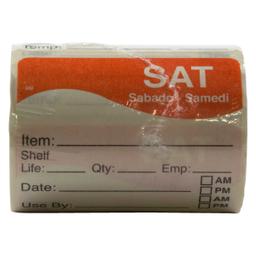 Temp:
SAT
Sabado Samedi
Item:
Shelf
Life: Qty: Emp:
AM
Date: PM
AM
Use By: PM